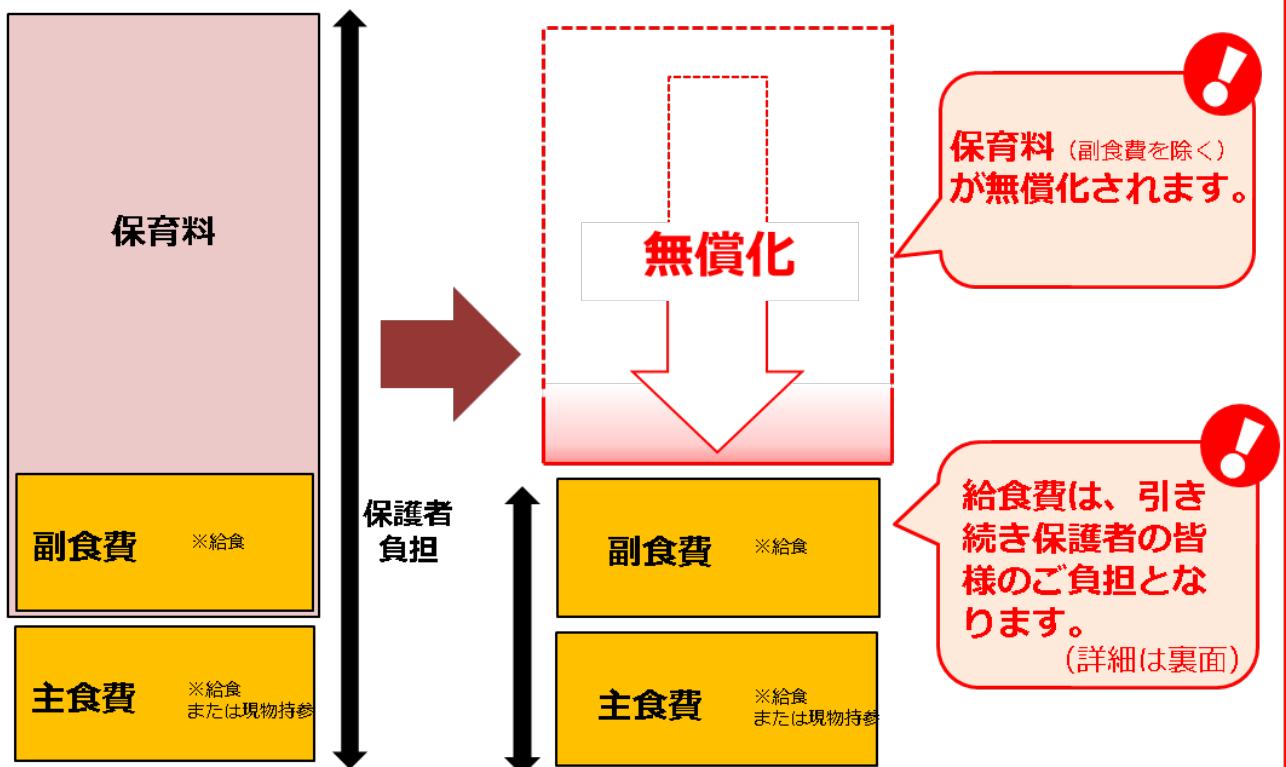 保育料
副食費 ※給食
主食費 ※給食
または現物持参
保護者
負担
無償化
副食費 ※給食
主食費 ※給食
または現物持参
保育料（副食費を除く）
が無償化されます。
給食費は、引き
続き保護者の皆
様のご負担とな
ります。
（詳細は裏面）